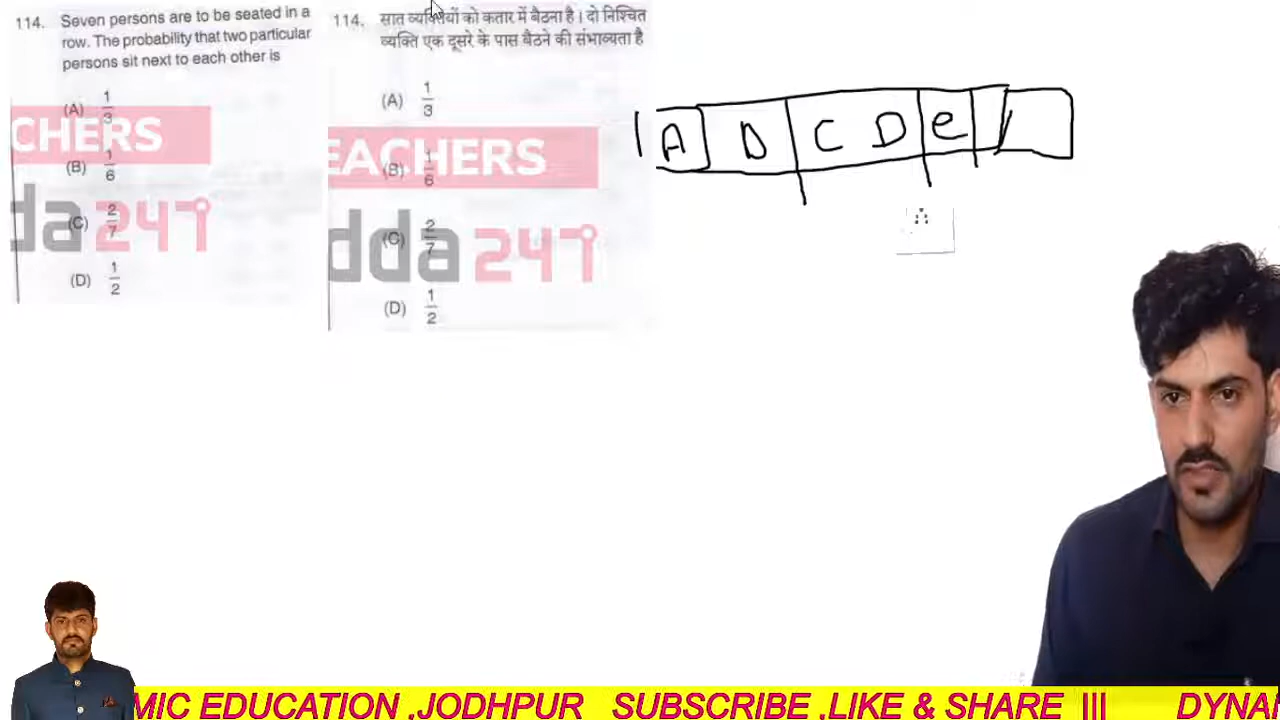 114. Seven persons are to be seated in a
row. The probability that two particular
persons sit next to each other is
(A) 1/3
(B) 1/6
(C) 2/7
(D) 1/2
CHERS
da247
114. सात व्यक्तियों को कतार में बैठना है। दो निश्चित
व्यक्ति एक दूसरे के पास बैठने की संभाव्यता है
(A) 1/3
(B) 1/6
(C) 2/7
(D) 1/2
EACHERS
dda247
A D C D e
MIC EDUCATION ,JODHPUR SUBSCRIBE ,LIKE & SHARE ||| DYNA